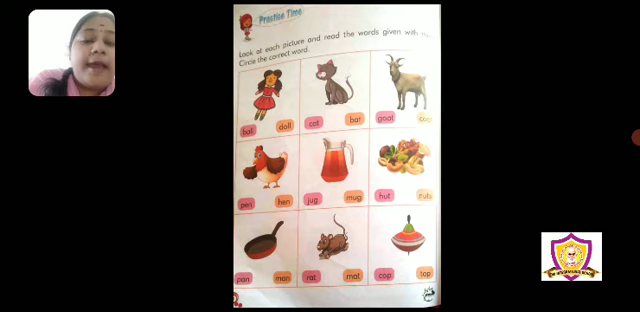 Practice Time
Look at each picture and read the words given with
Circle the correct word.
bat doll cat bat goat
pen hen jug mug hut nuts
pan man rat mat cap top